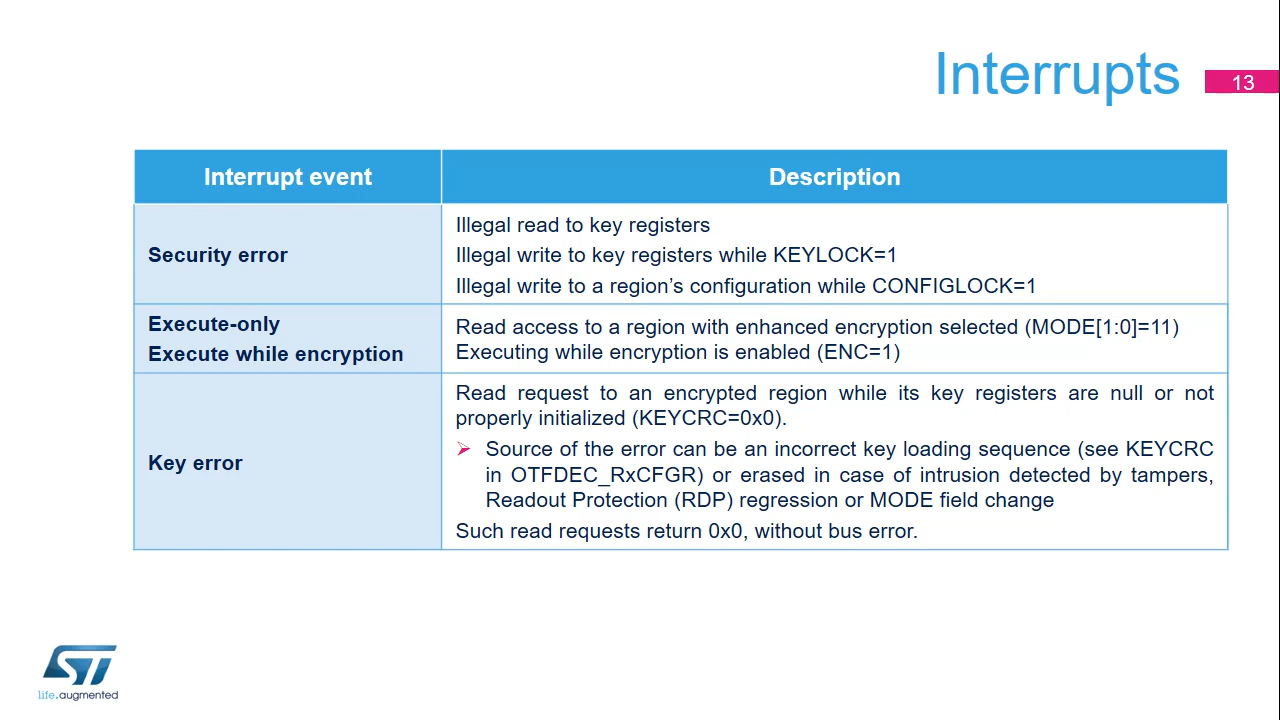 Interrupts
13
Interrupt event
Description
Security error
Illegal read to key registers
Illegal write to key registers while KEYLOCK=1
Illegal write to a region’s configuration while CONFIGLOCK=1
Execute-only
Execute while encryption
Read access to a region with enhanced encryption selected (MODE[1:0]=11)
Executing while encryption is enabled (ENC=1)
Key error
Read request to an encrypted region while its key registers are null or not
properly initialized (KEYCRC=0x0).
Source of the error can be an incorrect key loading sequence (see KEYCRC
in OTFDEC_RxCFGR) or erased in case of intrusion detected by tampers,
Readout Protection (RDP) regression or MODE field change
Such read requests return 0x0, without bus error.
ST
life.augmented